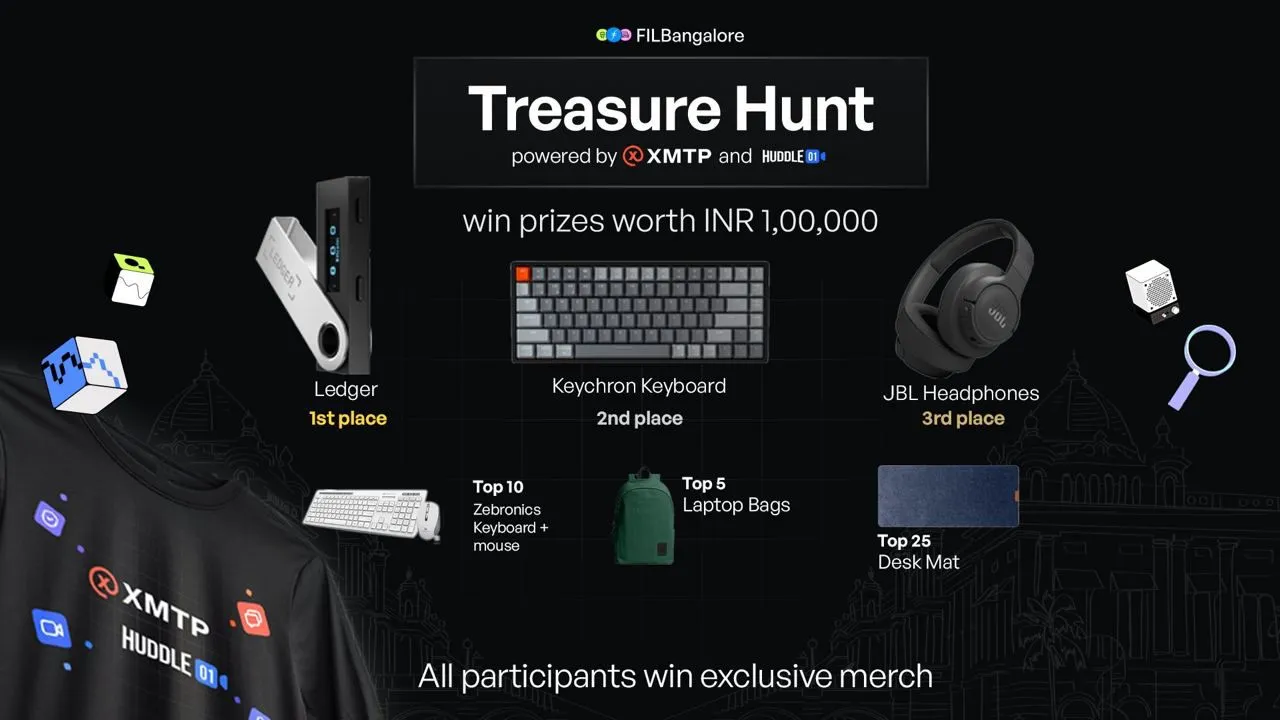 FILBangalore
Treasure Hunt
powered by XMTP and HUDDLE 01
win prizes worth INR 1,00,000
LEDGER
JBL
Ledger
1st place
Keychron Keyboard
2nd place
JBL Headphones
3rd place
Top 10
Zebronics
Keyboard +
mouse
Top 5
Laptop Bags
Top 25
Desk Mat
XMTP
HUDDLE 01
All participants win exclusive merch